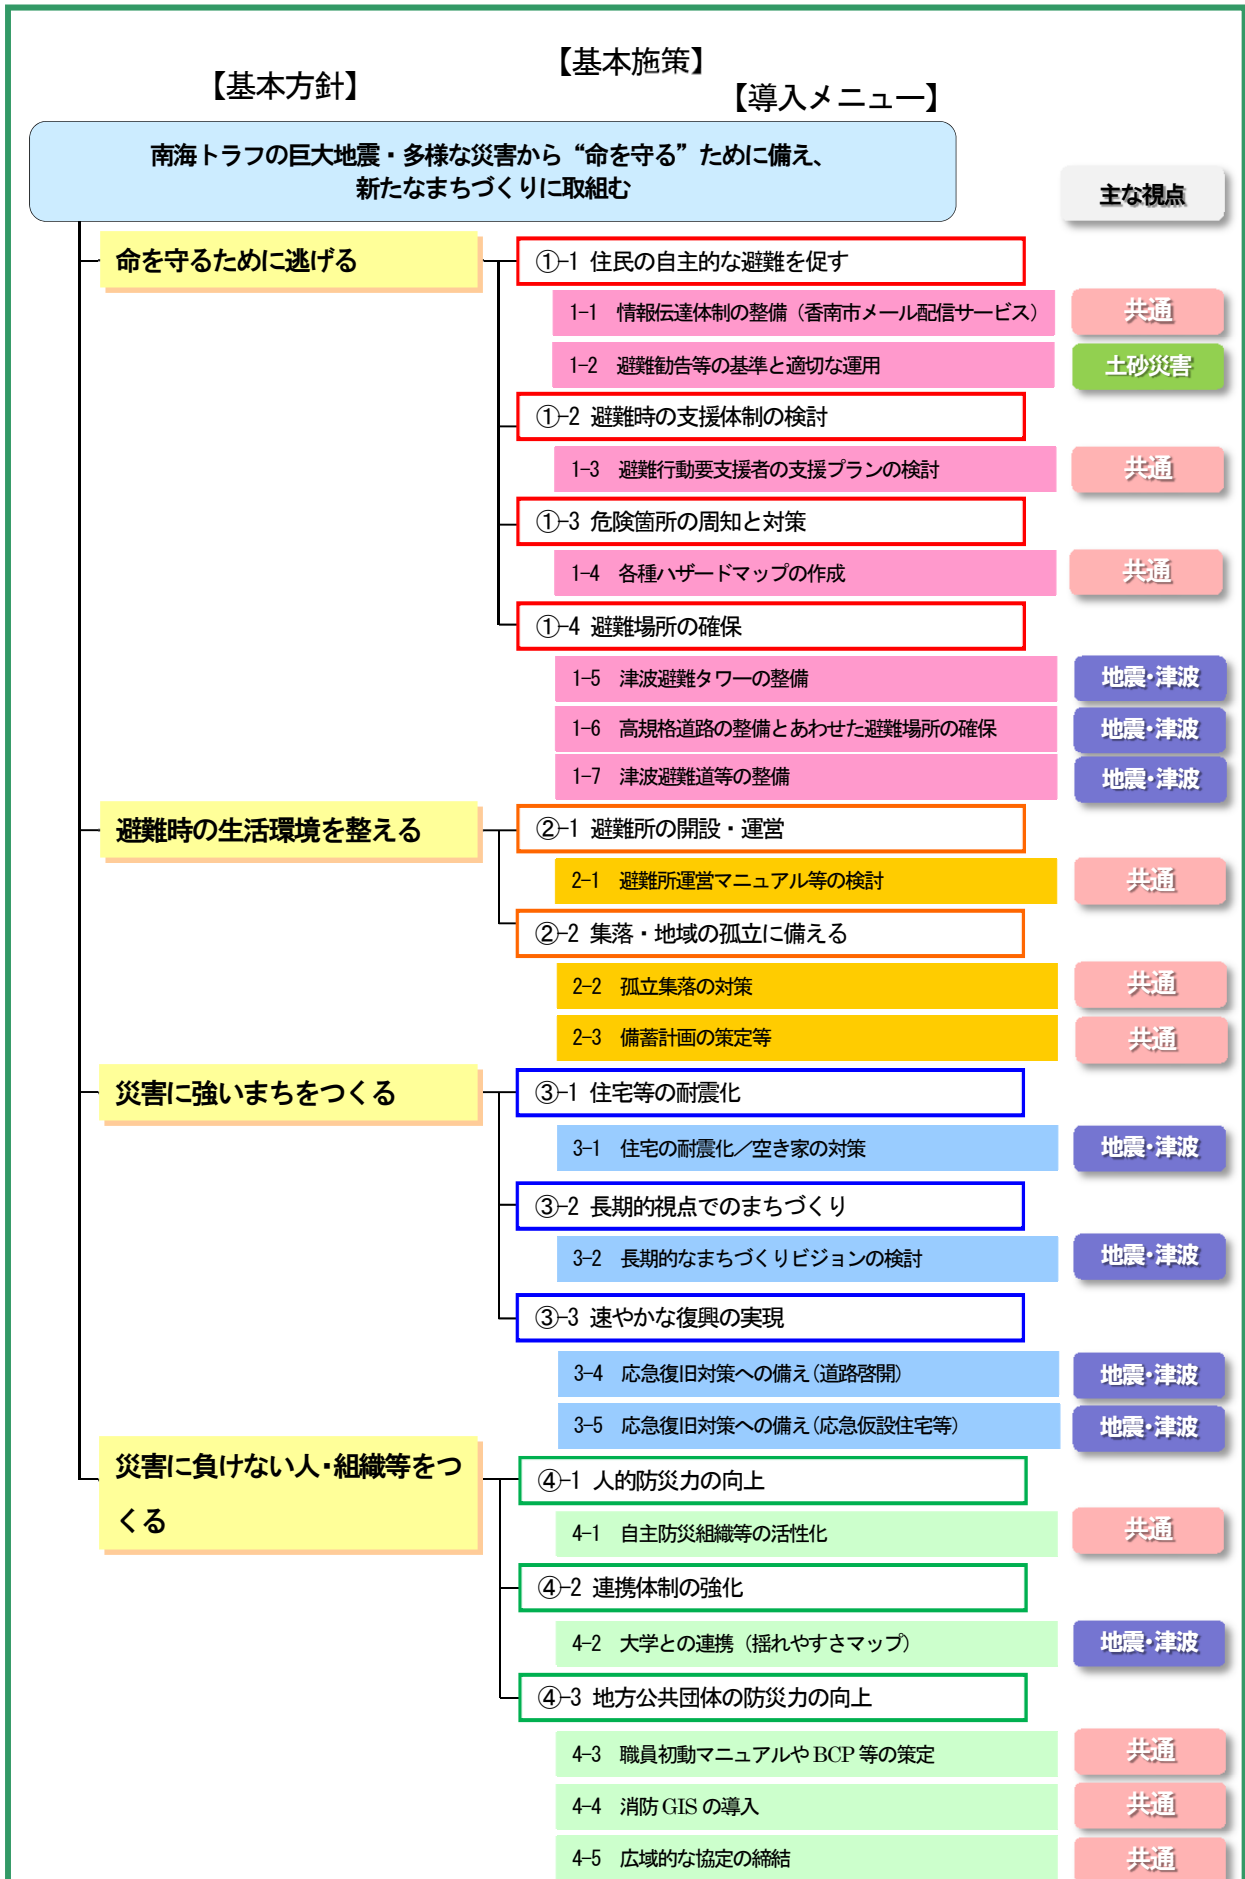 【基本方針】
【基本施策】
【導入メニュー】
南海トラフの巨大地震・多様な災害から“命を守る”ために備え、
新たなまちづくりに取組む
主な視点
命を守るために逃げる
①-1 住民の自主的な避難を促す
1-1 情報伝達体制の整備（香南市メール配信サービス）
共通
1-2 避難勧告等の基準と適切な運用
土砂災害
①-2 避難時の支援体制の検討
1-3 避難行動要支援者の支援プランの検討
共通
①-3 危険箇所の周知と対策
1-4 各種ハザードマップの作成
共通
①-4 避難場所の確保
1-5 津波避難タワーの整備
地震・津波
1-6 高規格道路の整備とあわせた避難場所の確保
地震・津波
1-7 津波避難道等の整備
地震・津波
避難時の生活環境を整える
②-1 避難所の開設・運営
2-1 避難所運営マニュアル等の検討
共通
②-2 集落・地域の孤立に備える
2-2 孤立集落の対策
共通
2-3 備蓄計画の策定等
共通
災害に強いまちをつくる
③-1 住宅等の耐震化
3-1 住宅の耐震化／空き家の対策
地震・津波
③-2 長期的視点でのまちづくり
3-2 長期的なまちづくりビジョンの検討
地震・津波
③-3 速やかな復興の実現
3-4 応急復旧対策への備え（道路啓開）
地震・津波
3-5 応急復旧対策への備え（応急仮設住宅等）
地震・津波
災害に負けない人・組織等をつ
くる
④-1 人的防災力の向上
4-1 自主防災組織等の活性化
共通
④-2 連携体制の強化
4-2 大学との連携（揺れやすさマップ）
地震・津波
④-3 地方公共団体の防災力の向上
4-3 職員初動マニュアルや BCP 等の策定
共通
4-4 消防 GIS の導入
共通
4-5 広域的な協定の締結
共通